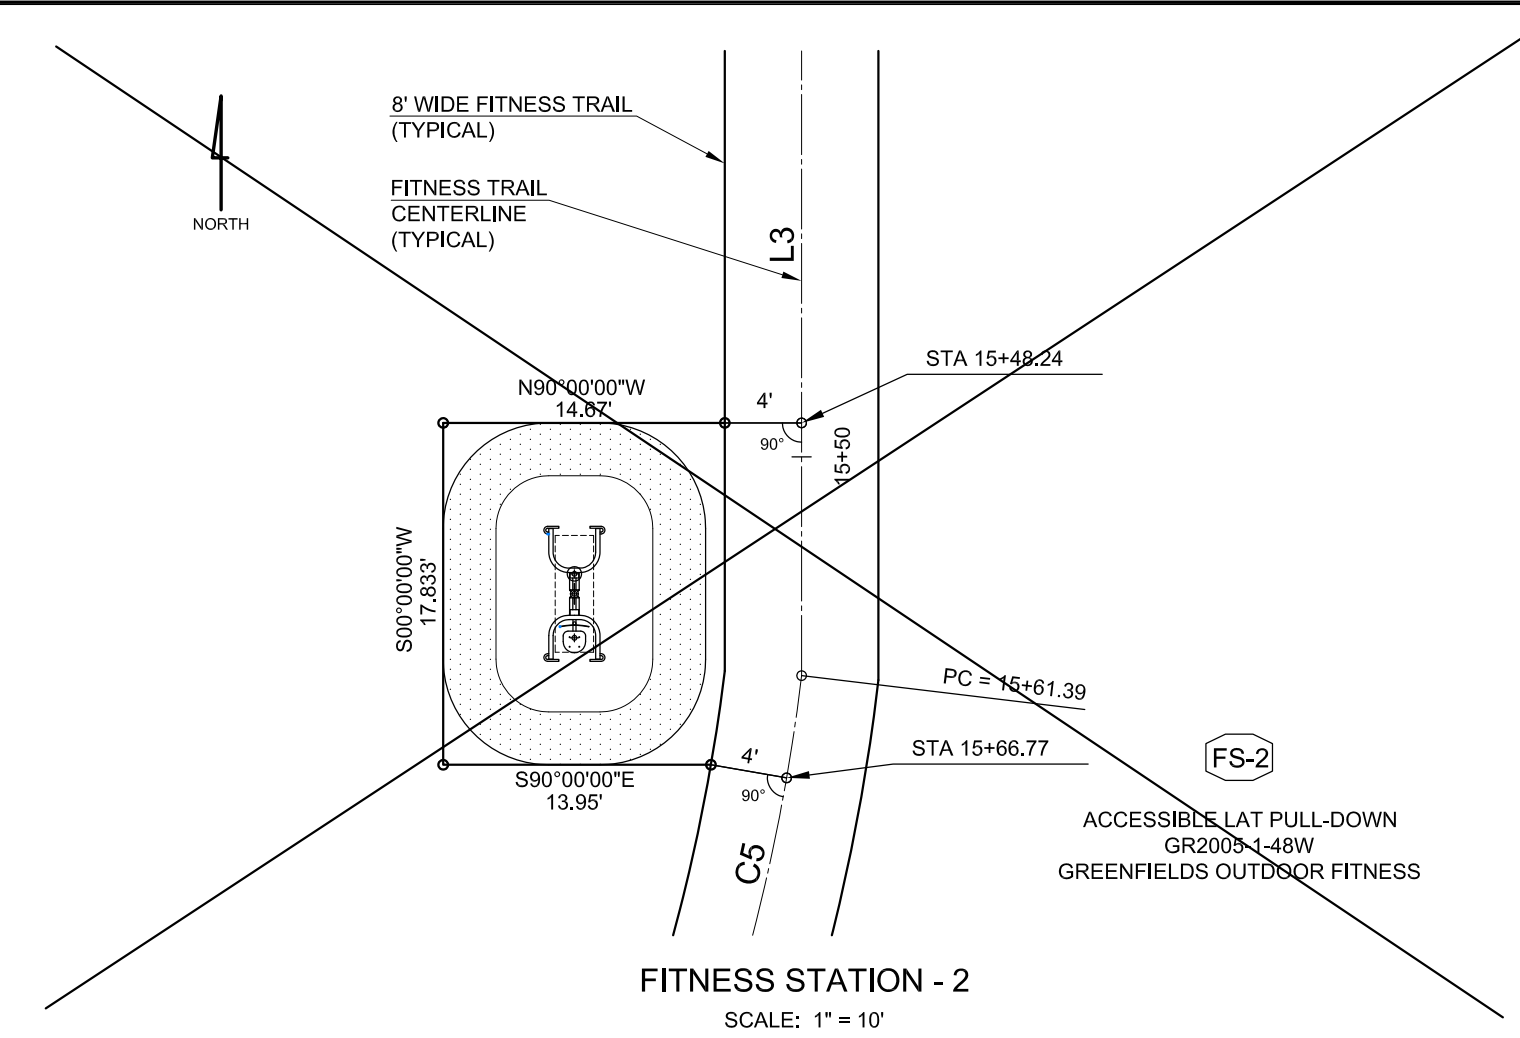 8' WIDE FITNESS TRAIL
(TYPICAL)
FITNESS TRAIL
CENTERLINE
(TYPICAL)
NORTH
L3
STA 15+48.24
N90°00'00"W
14.67'
4'
90°
15+50
S00°00'00"W
17.833'
PC = 15+61.39
STA 15+66.77
4'
90°
S90°00'00"E
13.95'
C5
FS-2
ACCESSIBLE LAT PULL-DOWN
GR2005-1-48W
GREENFIELDS OUTDOOR FITNESS
FITNESS STATION - 2
SCALE: 1" = 10'